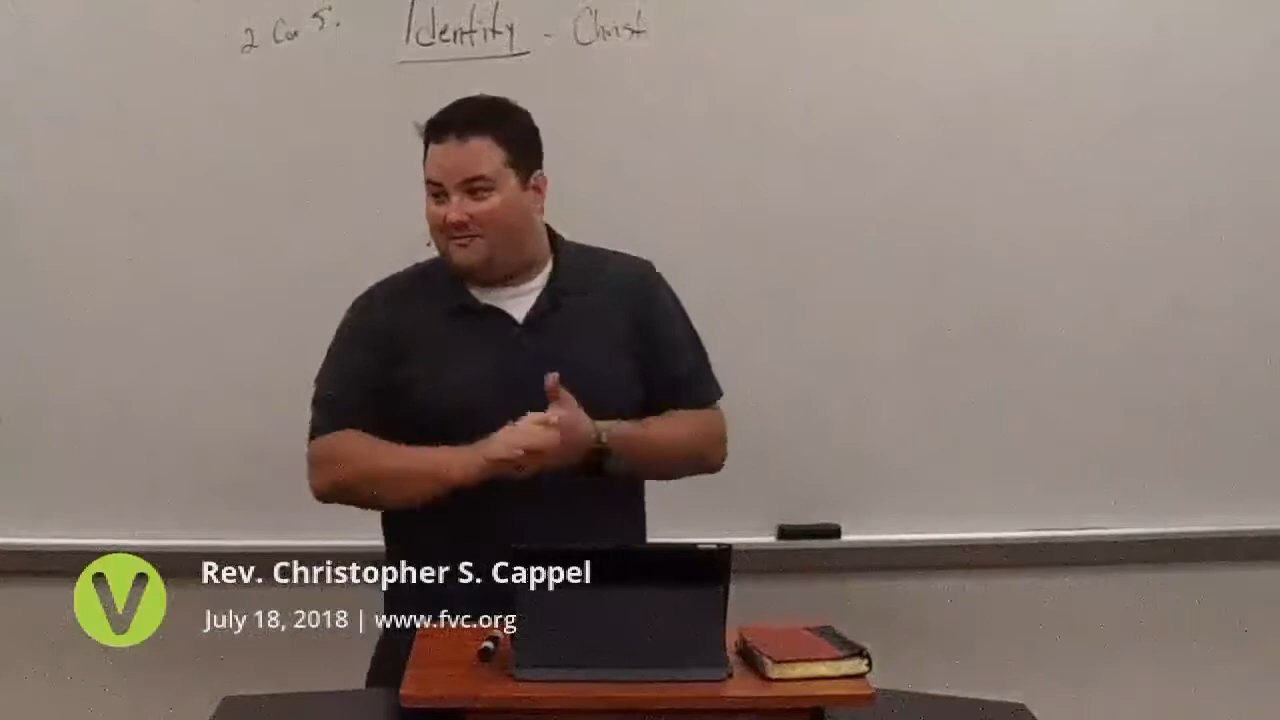 2 Cor 5. Identity - Christ
V
Rev. Christopher S. Cappel
July 18, 2018 | www.fvc.org